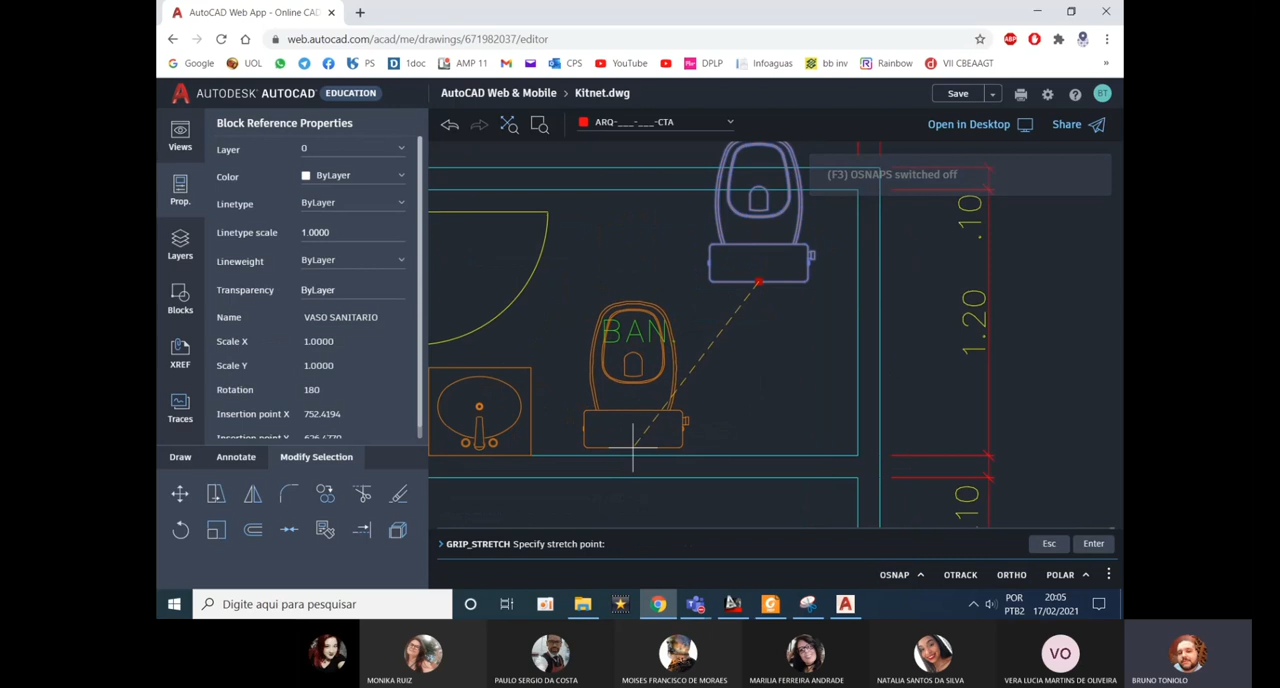 AutoCAD Web App - Online CAD
web.autocad.com/acad/me/drawings/671982037/editor
ABP
Google UOL PS 1doc AMP 11 CPS YouTube DPLP Infoaguas bb inv Rainbow VII CBEAAGT »
AUTODESK® AUTOCAD EDUCATION AutoCAD Web & Mobile > Kitnet.dwg Save BT
Views
Block Reference Properties
ARQ-___-___-CTA
Open in Desktop Share
Layer 0
(F3) OSNAPS switched off
Color ByLayer
Prop.
Linetype ByLayer
Linetype scale 1.0000
Layers
Lineweight ByLayer
Transparency ByLayer
Blocks
Name VASO SANITARIO
Scale X 1.0000
XREF
Scale Y 1.0000
Rotation 180
Traces
Insertion point X 752.4194
.10
1.20
.10
BAN.
Draw Annotate Modify Selection
GRIP_STRETCH Specify stretch point:
Esc Enter
OSNAP OTRACK ORTHO POLAR
Digite aqui para pesquisar
POR
PTB2
20:05
17/02/2021
VO
MONIKA RUIZ
PAULO SERGIO DA COSTA
MOISES FRANCISCO DE MORAES
MARILIA FERREIRA ANDRADE
NATALIA SANTOS DA SILVA
VERA LUCIA MARTINS DE OLIVEIRA
BRUNO TONIOLO